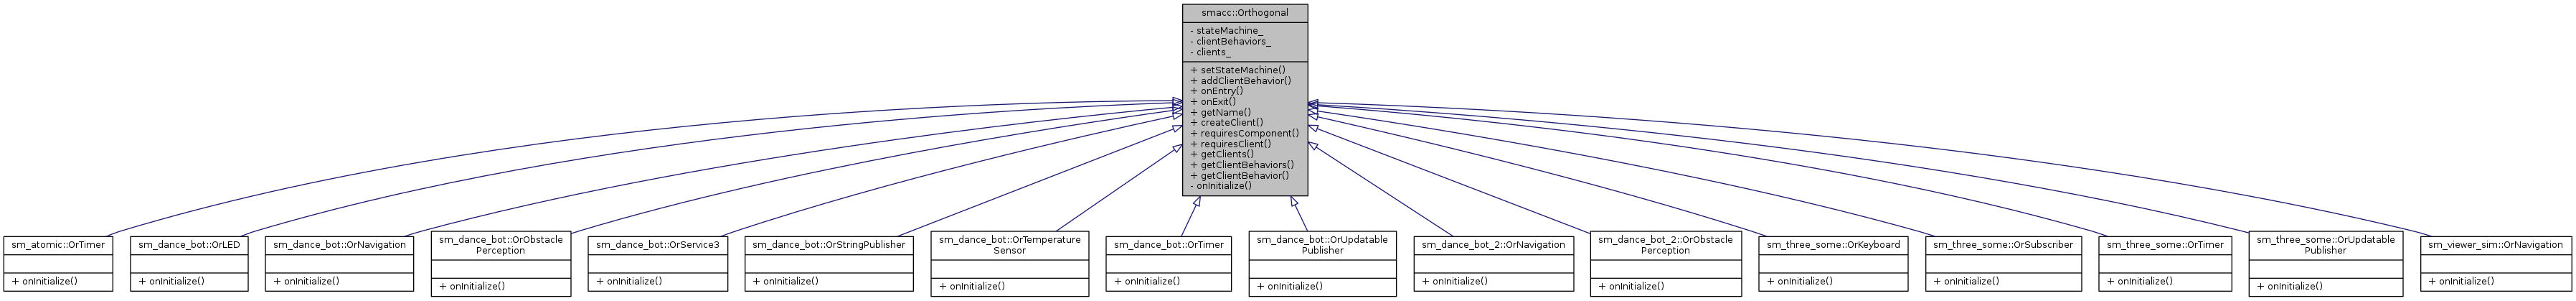 smacc::Orthogonal
- stateMachine_
- clientBehaviors_
- clients_
+ setStateMachine()
+ addClientBehavior()
+ onEntry()
+ onExit()
+ getName()
+ createClient()
+ requiresComponent()
+ requiresClient()
+ getClients()
+ getClientBehaviors()
+ getClientBehavior()
- onInitialize()
sm_atomic::OrTimer
+ onInitialize()
sm_dance_bot::OrLED
+ onInitialize()
sm_dance_bot::OrNavigation
+ onInitialize()
sm_dance_bot::OrObstacle
Perception
+ onInitialize()
sm_dance_bot::OrService3
+ onInitialize()
sm_dance_bot::OrStringPublisher
+ onInitialize()
sm_dance_bot::OrTemperature
Sensor
+ onInitialize()
sm_dance_bot::OrTimer
+ onInitialize()
sm_dance_bot::OrUpdatable
Publisher
+ onInitialize()
sm_dance_bot_2::OrNavigation
+ onInitialize()
sm_dance_bot_2::OrObstacle
Perception
+ onInitialize()
sm_three_some::OrKeyboard
+ onInitialize()
sm_three_some::OrSubscriber
+ onInitialize()
sm_three_some::OrTimer
+ onInitialize()
sm_three_some::OrUpdatable
Publisher
+ onInitialize()
sm_viewer_sim::OrNavigation
+ onInitialize()